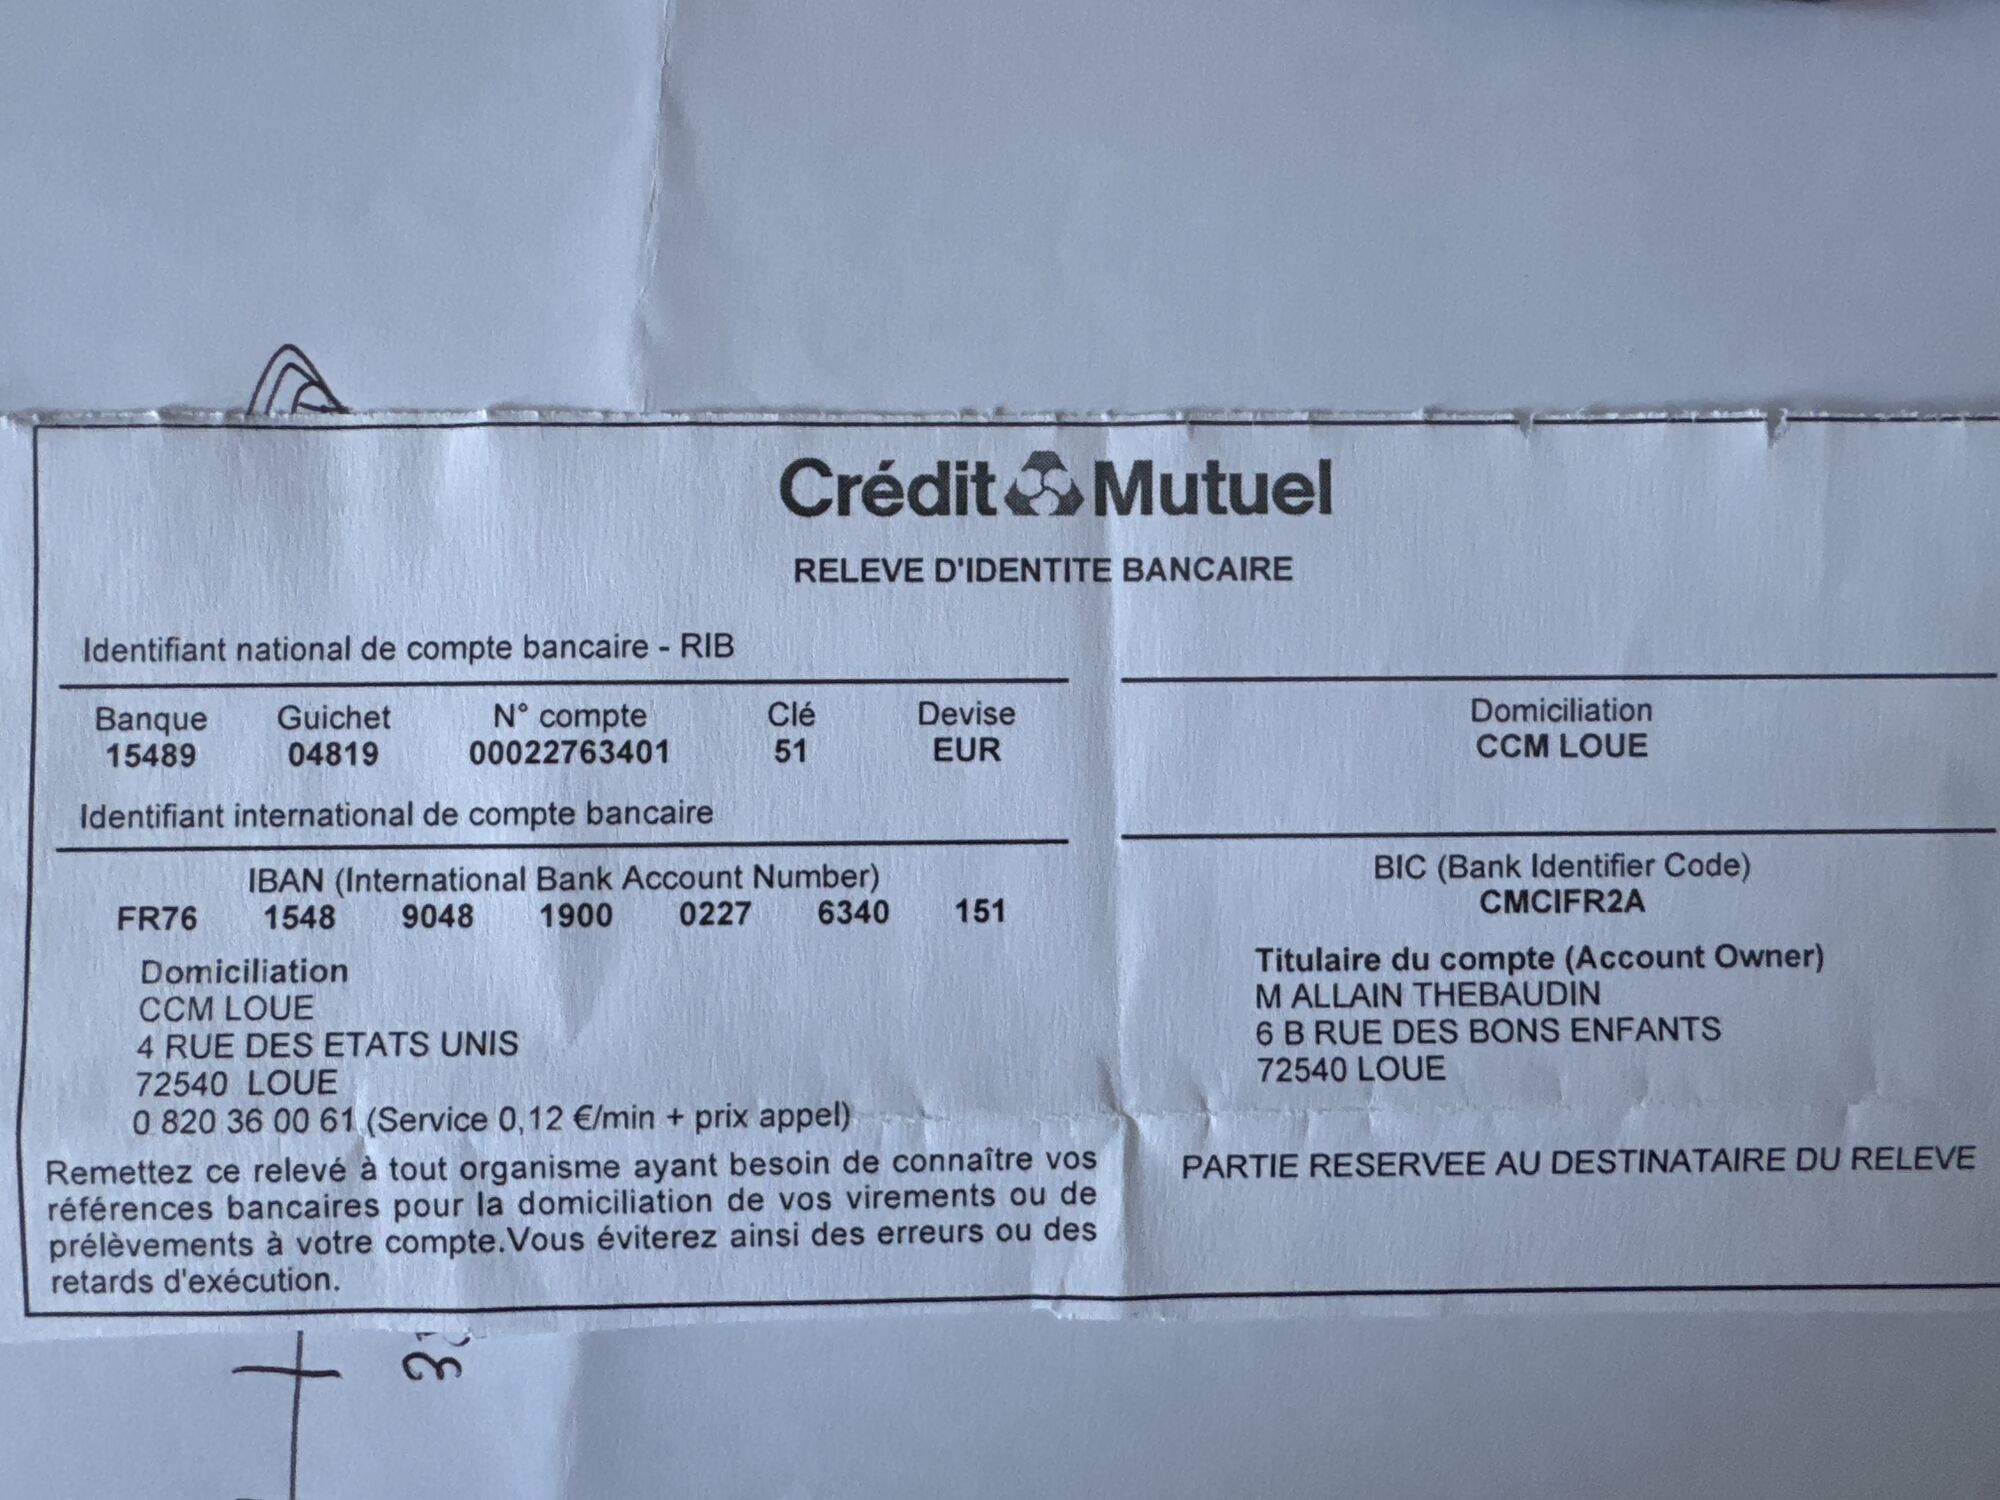 Crédit Mutuel
RELEVE D'IDENTITE BANCAIRE
Identifiant national de compte bancaire - RIB
Banque Guichet N° compte Clé Devise Domiciliation
15489 04819 00022763401 51 EUR CCM LOUE
Identifiant international de compte bancaire
IBAN (International Bank Account Number)
FR76 1548 9048 1900 0227 6340 151
BIC (Bank Identifier Code)
CMCIFR2A
Domiciliation
CCM LOUE
4 RUE DES ETATS UNIS
72540 LOUE
0 820 36 00 61 (Service 0,12 €/min + prix appel)
Titulaire du compte (Account Owner)
M ALLAIN THEBAUDIN
6 B RUE DES BONS ENFANTS
72540 LOUE
Remettez ce relevé à tout organisme ayant besoin de connaître vos
références bancaires pour la domiciliation de vos virements ou de
prélèvements à votre compte.Vous éviterez ainsi des erreurs ou des
retards d'exécution.
PARTIE RESERVEE AU DESTINATAIRE DU RELEVE